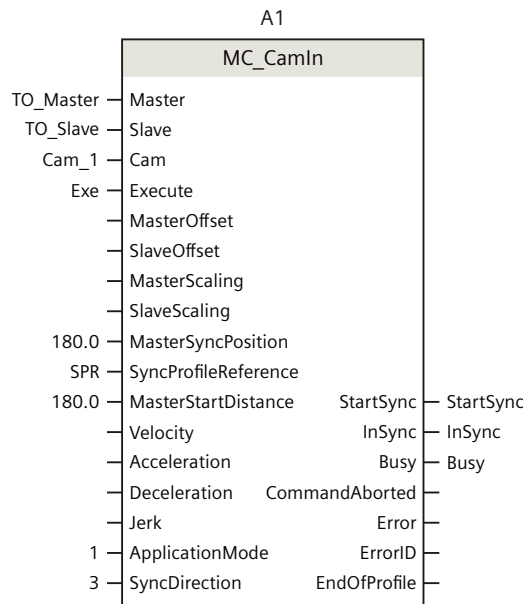 A1
MC_CamIn
TO_Master Master
TO_Slave Slave
Cam_1 Cam
Exe Execute
MasterOffset
SlaveOffset
MasterScaling
SlaveScaling
180.0 MasterSyncPosition
SPR SyncProfileReference
180.0 MasterStartDistance StartSync StartSync
Velocity InSync InSync
Acceleration Busy Busy
Deceleration CommandAborted
Jerk Error
1 ApplicationMode ErrorID
3 SyncDirection EndOfProfile